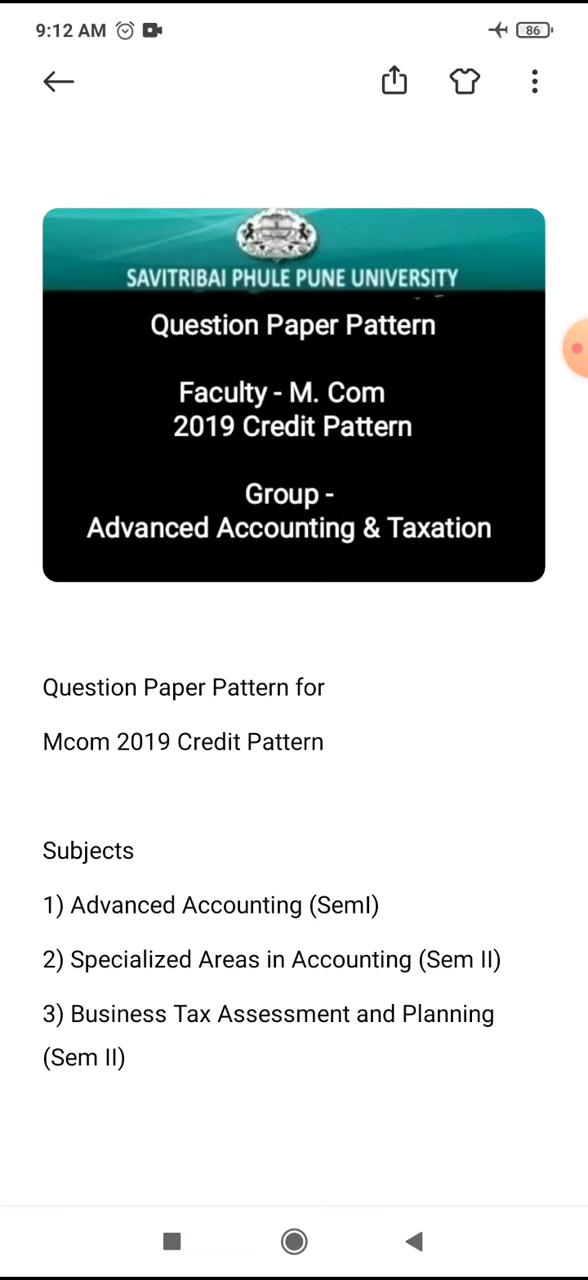 9:12 AM
86
SAVITRIBAI PHULE PUNE UNIVERSITY
Question Paper Pattern
Faculty - M. Com
2019 Credit Pattern
Group -
Advanced Accounting & Taxation
Question Paper Pattern for
Mcom 2019 Credit Pattern
Subjects
1) Advanced Accounting (SemI)
2) Specialized Areas in Accounting (Sem II)
3) Business Tax Assessment and Planning
(Sem II)